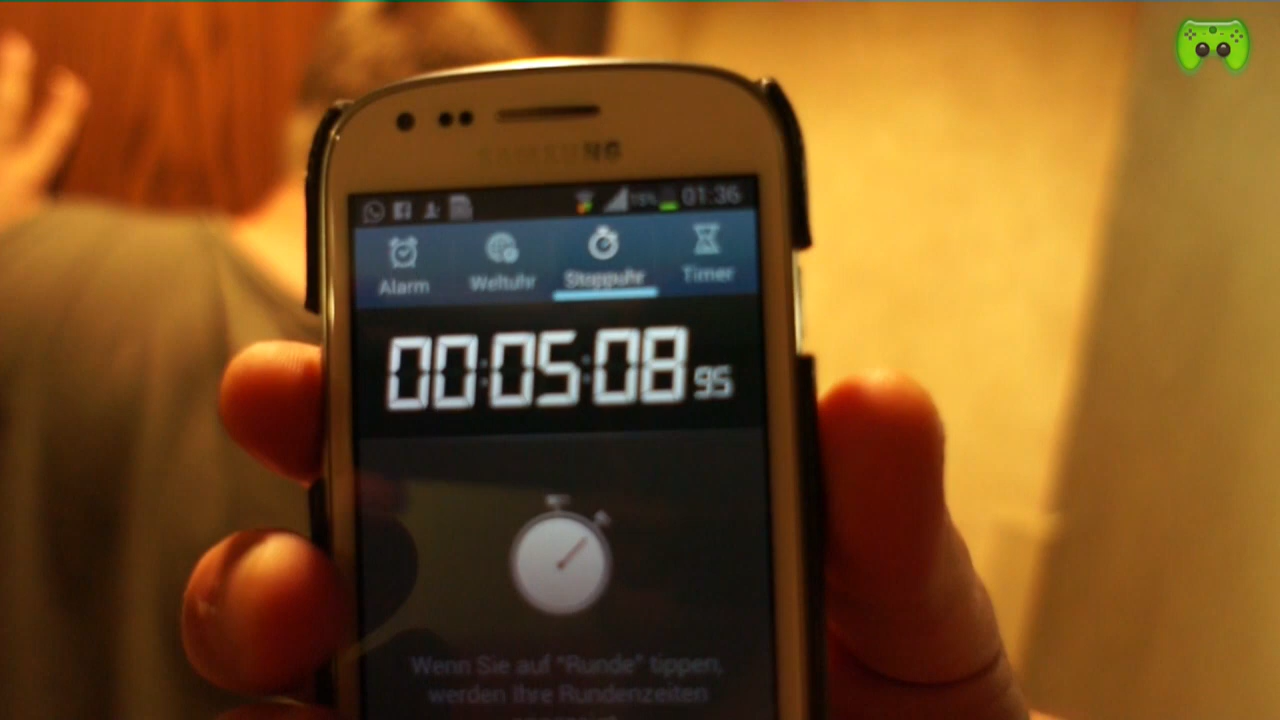 SAMSUNG
15% 01:36
Alarm Weltuhr Stoppuhr Timer
00:05:08 95
Wenn Sie auf "Runde" tippen,
werden Ihre Rundenzeiten